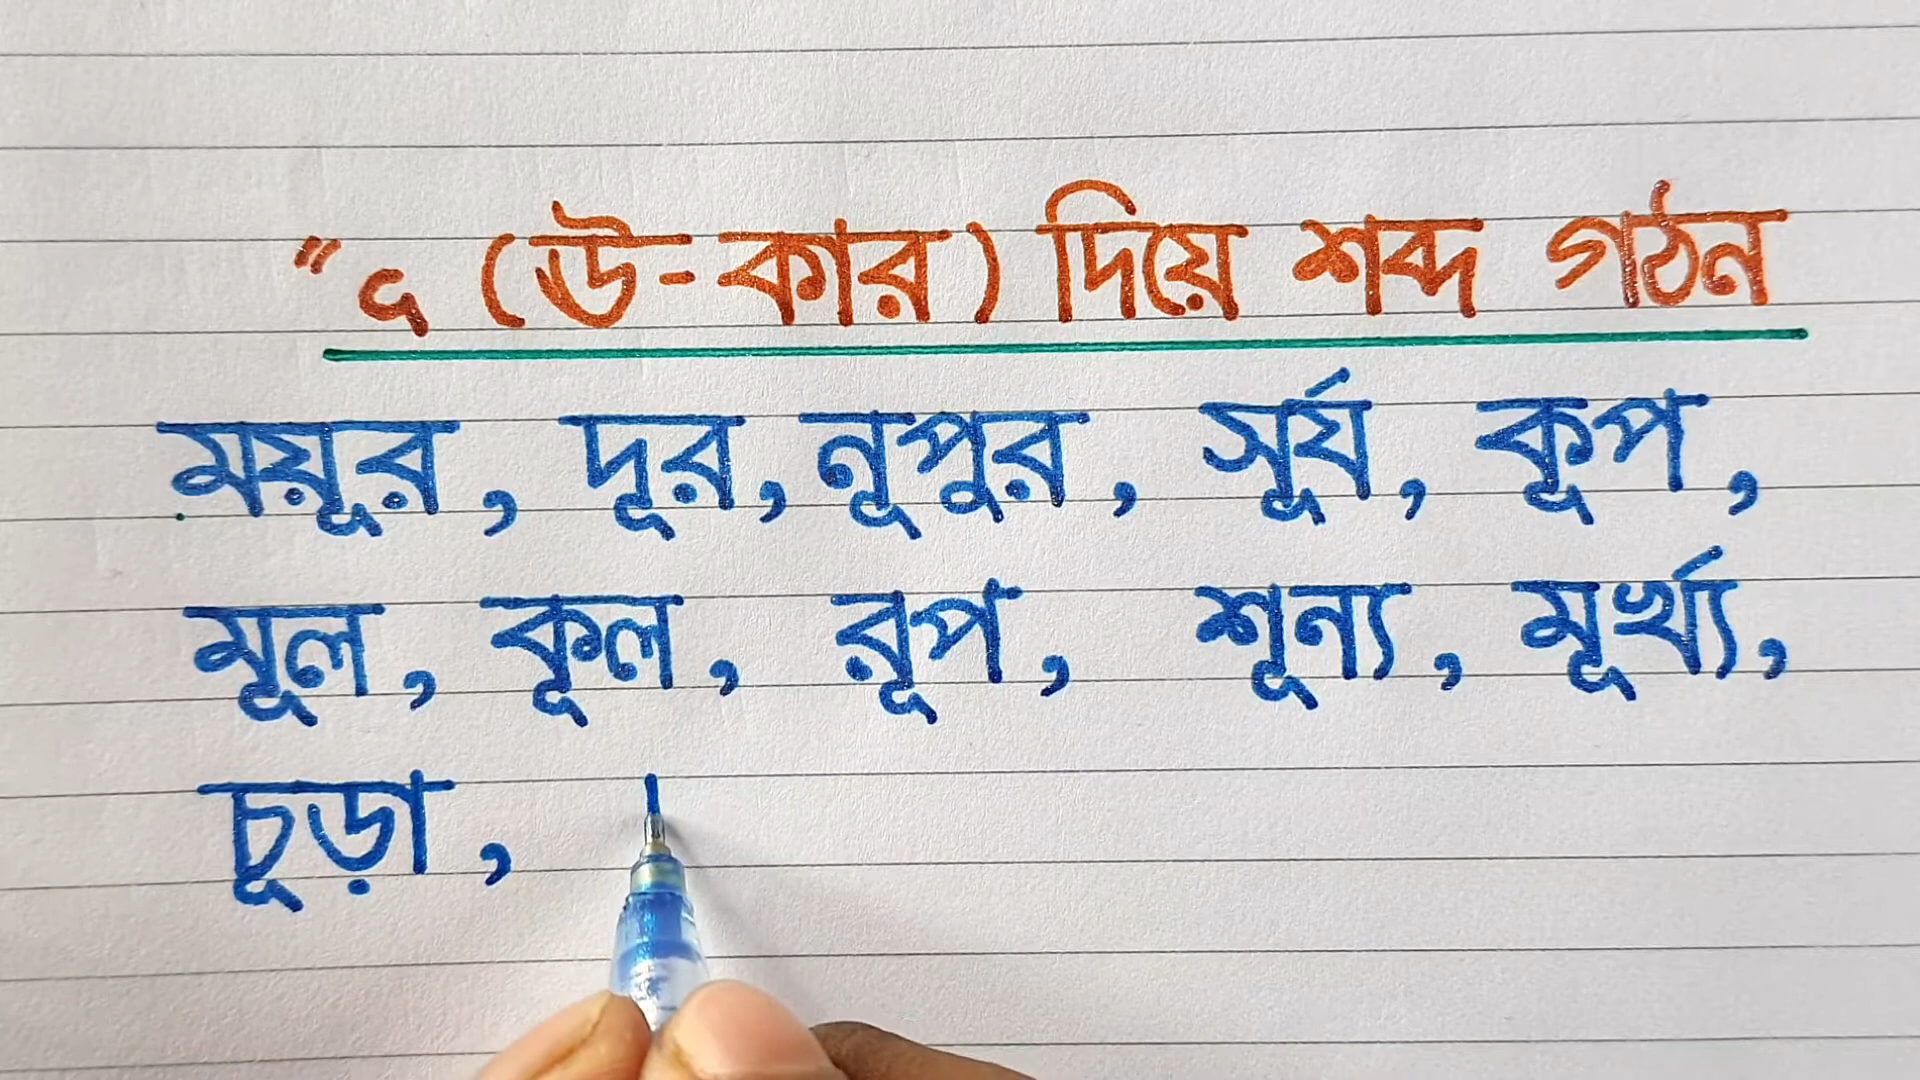 " ূ (ঊ-কার) দিয়ে শব্দ গঠন
ময়ূর, দূর, নূপুর, সূর্য, কূপ,
মূল, কূল, রূপ, শূন্য, মূর্খ্য,
চূড়া,